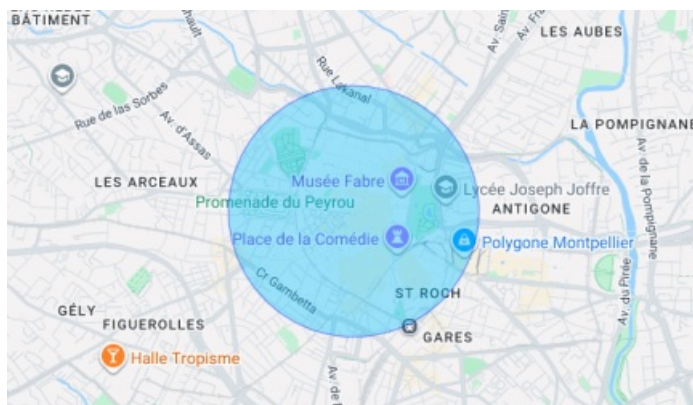 BÂTIMENT
LES AUBES
Rue Lakanal
Rue de las Sorbes
Av. d'Assas
LA POMPIGNANE
Av. de la Pompignane
LES ARCEAUX
Musée Fabre
Lycée Joseph Joffre
Promenade du Peyrou
ANTIGONE
Place de la Comédie
Polygone Montpellier
Cr Gambetta
ST ROCH
Av. du Pirée
GÉLY
FIGUEROLLES
GARES
Halle Tropisme